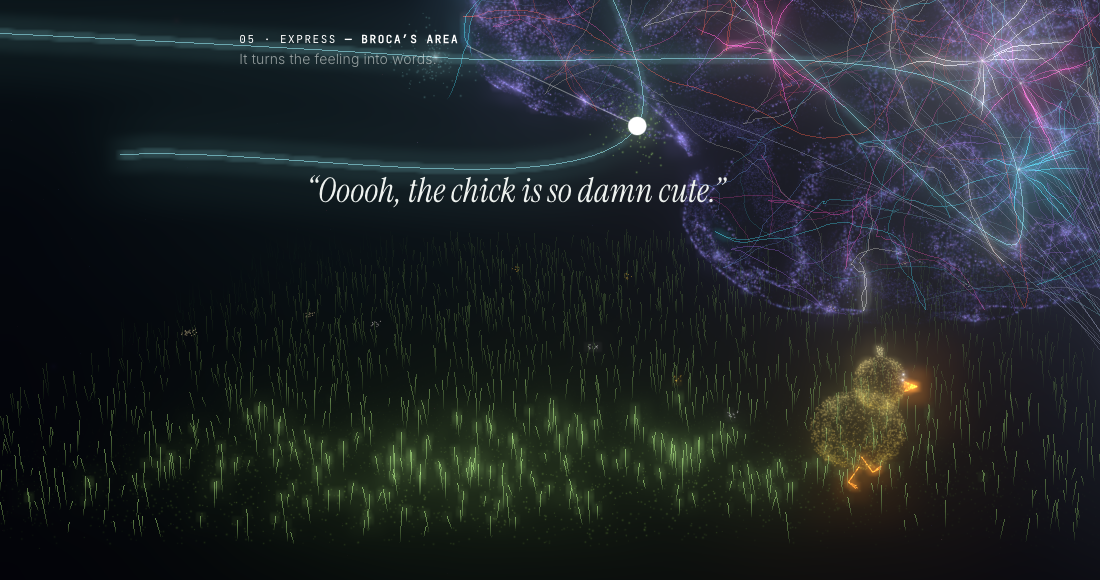 05 · EXPRESS — BROCA’S AREA
It turns the feeling into words.
“Ooooh, the chick is so damn cute.”